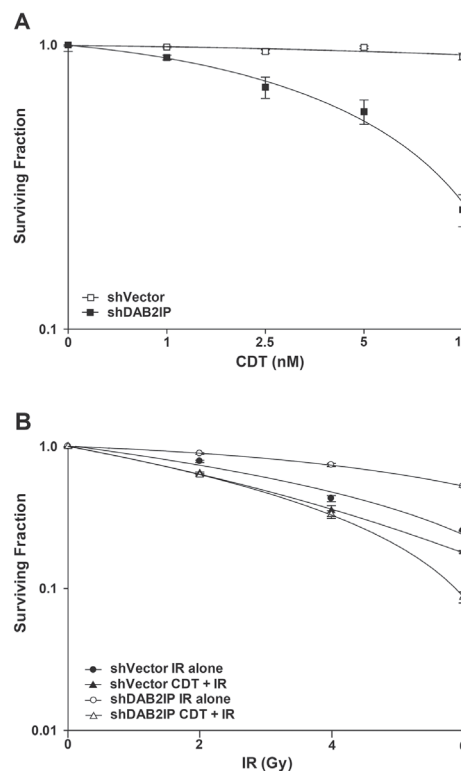 A
1.0
Surviving Fraction
0.1
shVector
shDAB2IP
0 1 2.5 5 1
CDT (nM)
B
1.0
Surviving Fraction
0.1
0.01
shVector IR alone
shVector CDT + IR
shDAB2IP IR alone
shDAB2IP CDT + IR
0 2 4
IR (Gy)